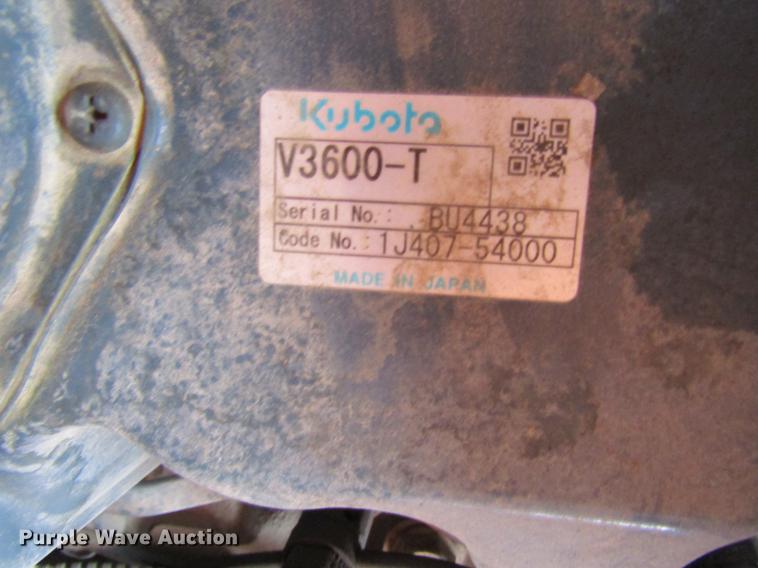 Kubota
V3600-T
Serial No.: BU4438
Code No.: 1J407-54000
MADE IN JAPAN
Purple Wave Auction